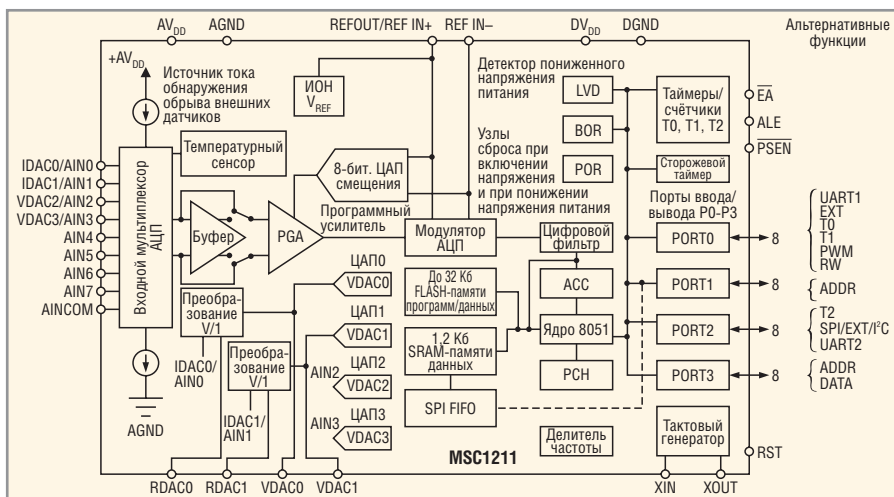 AVDD
AGND
REFOUT/REF IN+
REF IN–
DVDD
DGND
Альтернативные
функции
+AVDD
Источник тока
обнаружения
обрыва внешних
датчиков
ИОН
VREF
Детектор пониженного
напряжения
питания
LVD
BOR
POR
Таймеры/
счётчики
T0, T1, T2
EA
ALE
PSEN
Температурный
сенсор
8-бит. ЦАП
смещения
Узлы
сброса при
включении
напряжения
и при понижении
напряжения питания
Сторожевой
таймер
IDAC0/AIN0
IDAC1/AIN1
VDAC2/AIN2
VDAC3/AIN3
AIN4
AIN5
AIN6
AIN7
AINCOM
Входной мультиплексор
АЦП
Буфер
PGA
Программный
усилитель
Модулятор
АЦП
Цифровой
фильтр
Порты ввода/
вывода P0-P3
PORT0
8
UART1
EXT
T0
T1
PWM
RW
PORT1
8
ADDR
PORT2
8
T2
SPI/EXT/I²C
UART2
PORT3
8
ADDR
DATA
Преобра-
зование
V/1
IDAC0/
AIN0
Преобра-
зование
V/1
IDAC1/
AIN1
ЦАП0
VDAC0
ЦАП1
VDAC1
AIN2
ЦАП2
VDAC2
AIN3
ЦАП3
VDAC3
До 32 Кб
FLASH-памяти
программ/данных
1,2 Кб
SRAM-памяти
данных
SPI FIFO
ACC
Ядро 8051
PCH
Делитель
частоты
Тактовый
генератор
RST
AGND
MSC1211
RDAC0
RDAC1
VDAC0
VDAC1
XIN
XOUT